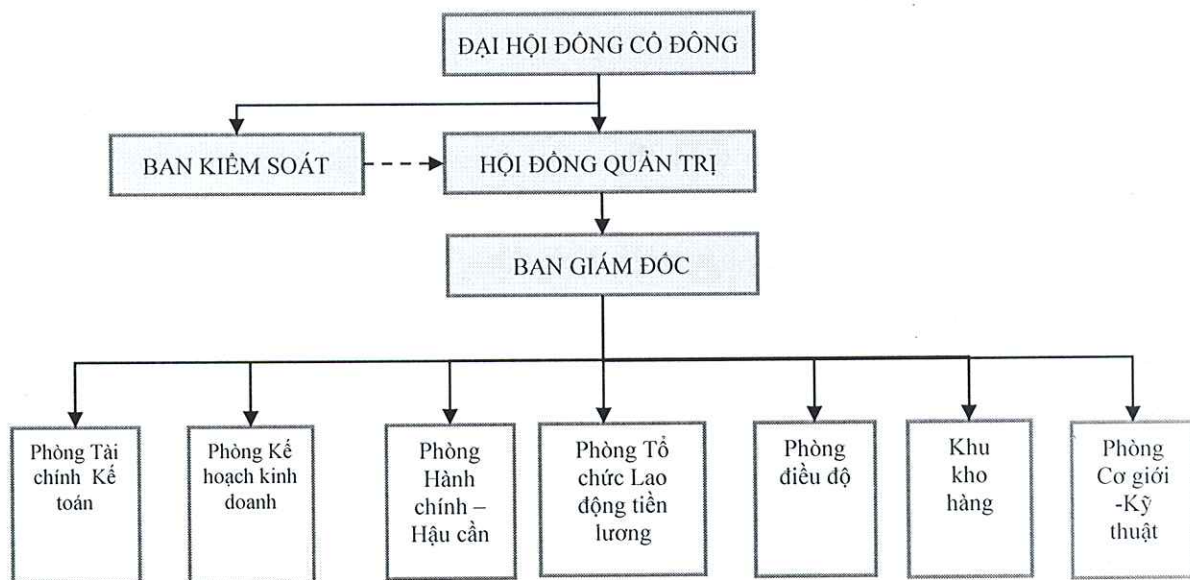 ĐẠI HỘI ĐỒNG CỔ ĐÔNG
BAN KIỂM SOÁT
HỘI ĐỒNG QUẢN TRỊ
BAN GIÁM ĐỐC
Phòng Tài
chính Kế
toán
Phòng Kế
hoạch kinh
doanh
Phòng
Hành
chính –
Hậu cần
Phòng Tổ
chức Lao
động tiền
lương
Phòng
điều độ
Khu
kho
hàng
Phòng
Cơ giới
-Kỹ
thuật